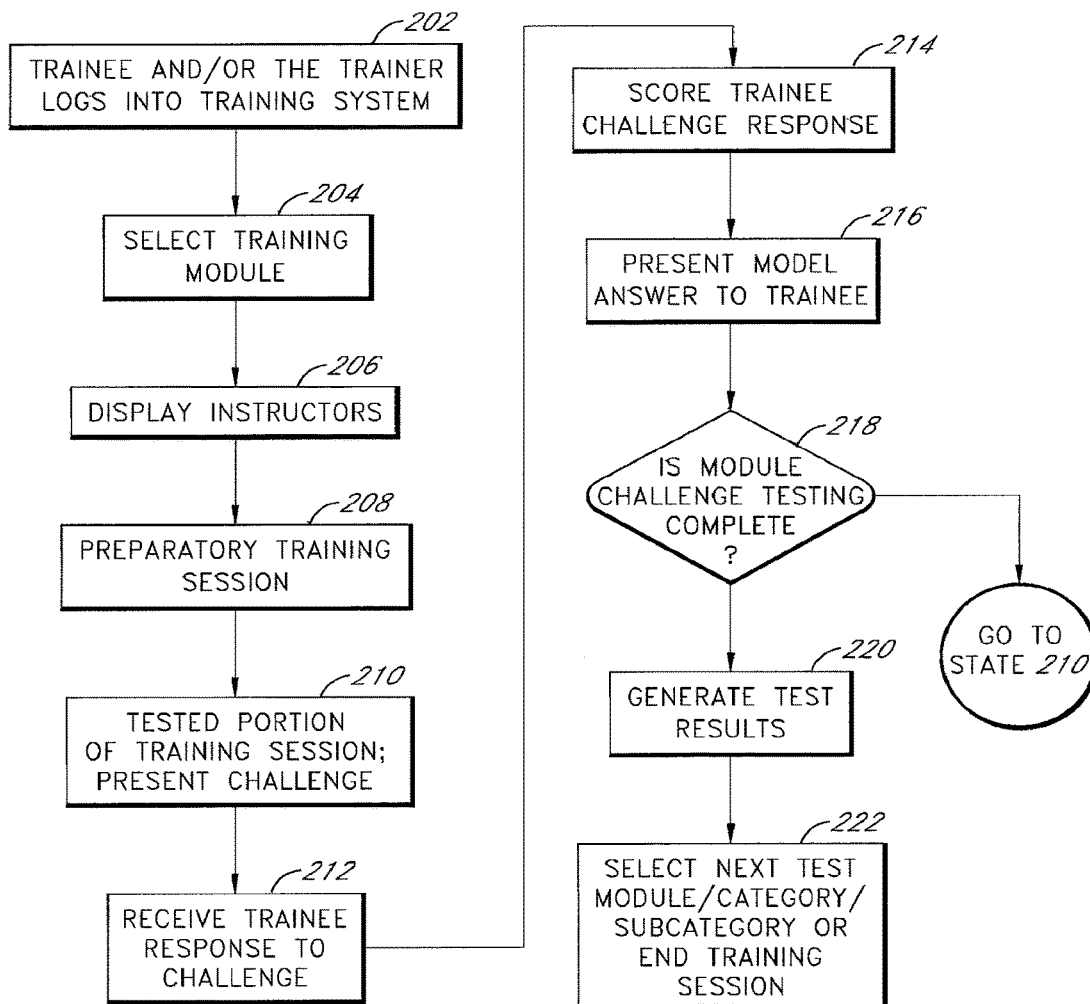 202
TRAINEE AND/OR THE TRAINER
LOGS INTO TRAINING SYSTEM
204
SELECT TRAINING
MODULE
206
DISPLAY INSTRUCTORS
208
PREPARATORY TRAINING
SESSION
210
TESTED PORTION
OF TRAINING SESSION;
PRESENT CHALLENGE
212
RECEIVE TRAINEE
RESPONSE TO
CHALLENGE
214
SCORE TRAINEE
CHALLENGE RESPONSE
216
PRESENT MODEL
ANSWER TO TRAINEE
218
IS MODULE
CHALLENGE TESTING
COMPLETE
?
GO TO
STATE 210
220
GENERATE TEST
RESULTS
222
SELECT NEXT TEST
MODULE/CATEGORY/
SUBCATEGORY OR
END TRAINING
SESSION